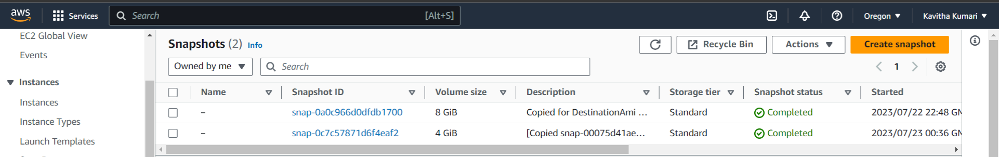 aws Services Search [Alt+S] Oregon Kavitha Kumari
EC2 Global View
Events
Instances
Instances
Instance Types
Launch Templates
Snapshots (2) Info Recycle Bin Actions Create snapshot
Owned by me Search 1
Name Snapshot ID Volume size Description Storage tier Snapshot status Started
– snap-0a0c966d0dfdb1700 8 GiB Copied for DestinationAmi ... Standard Completed 2023/07/22 22:48 GM
– snap-0c7c57871d6f4eaf2 4 GiB [Copied snap-00075d41ae... Standard Completed 2023/07/23 00:36 GM